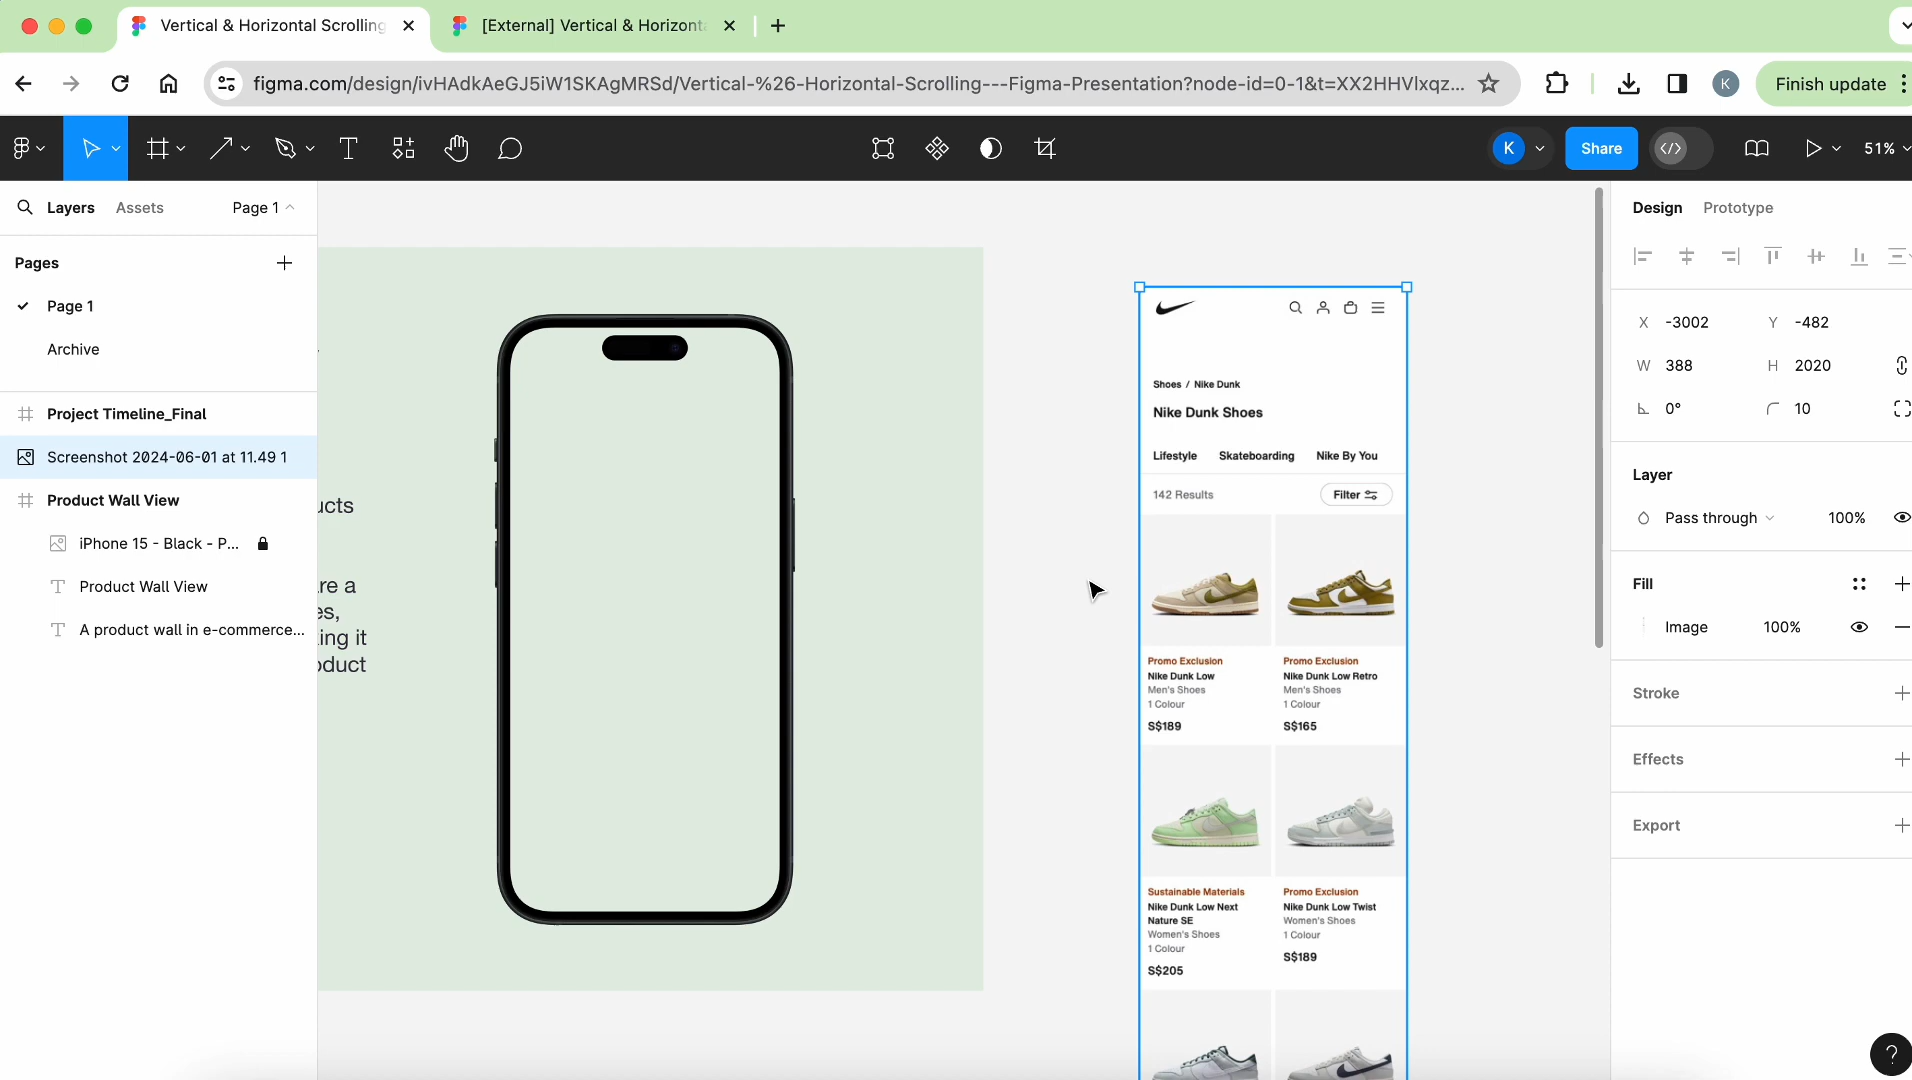 Vertical & Horizontal Scrolling
[External] Vertical & Horizont
figma.com/design/ivHAdkAeGJ5iW1SKAgMRSd/Vertical-%26-Horizontal-Scrolling---Figma-Presentation?node-id=0-1&t=XX2HHVlxqz...
K
Finish update
K
Share
51%
Layers
Assets
Page 1
Design
Prototype
Pages
Page 1
Archive
Project Timeline_Final
Screenshot 2024-06-01 at 11.49 1
Product Wall View
iPhone 15 - Black - P...
Product Wall View
A product wall in e-commerce...
ucts
re a
es,
ing it
oduct
Shoes / Nike Dunk
Nike Dunk Shoes
Lifestyle
Skateboarding
Nike By You
142 Results
Filter
Promo Exclusion
Nike Dunk Low
Men's Shoes
1 Colour
S$189
Promo Exclusion
Nike Dunk Low Retro
Men's Shoes
1 Colour
S$165
Sustainable Materials
Nike Dunk Low Next
Nature SE
Women's Shoes
1 Colour
S$205
Promo Exclusion
Nike Dunk Low Twist
Women's Shoes
1 Colour
S$189
X -3002
Y -482
W 388
H 2020
0°
10
Layer
Pass through
100%
Fill
Image
100%
Stroke
Effects
Export
?